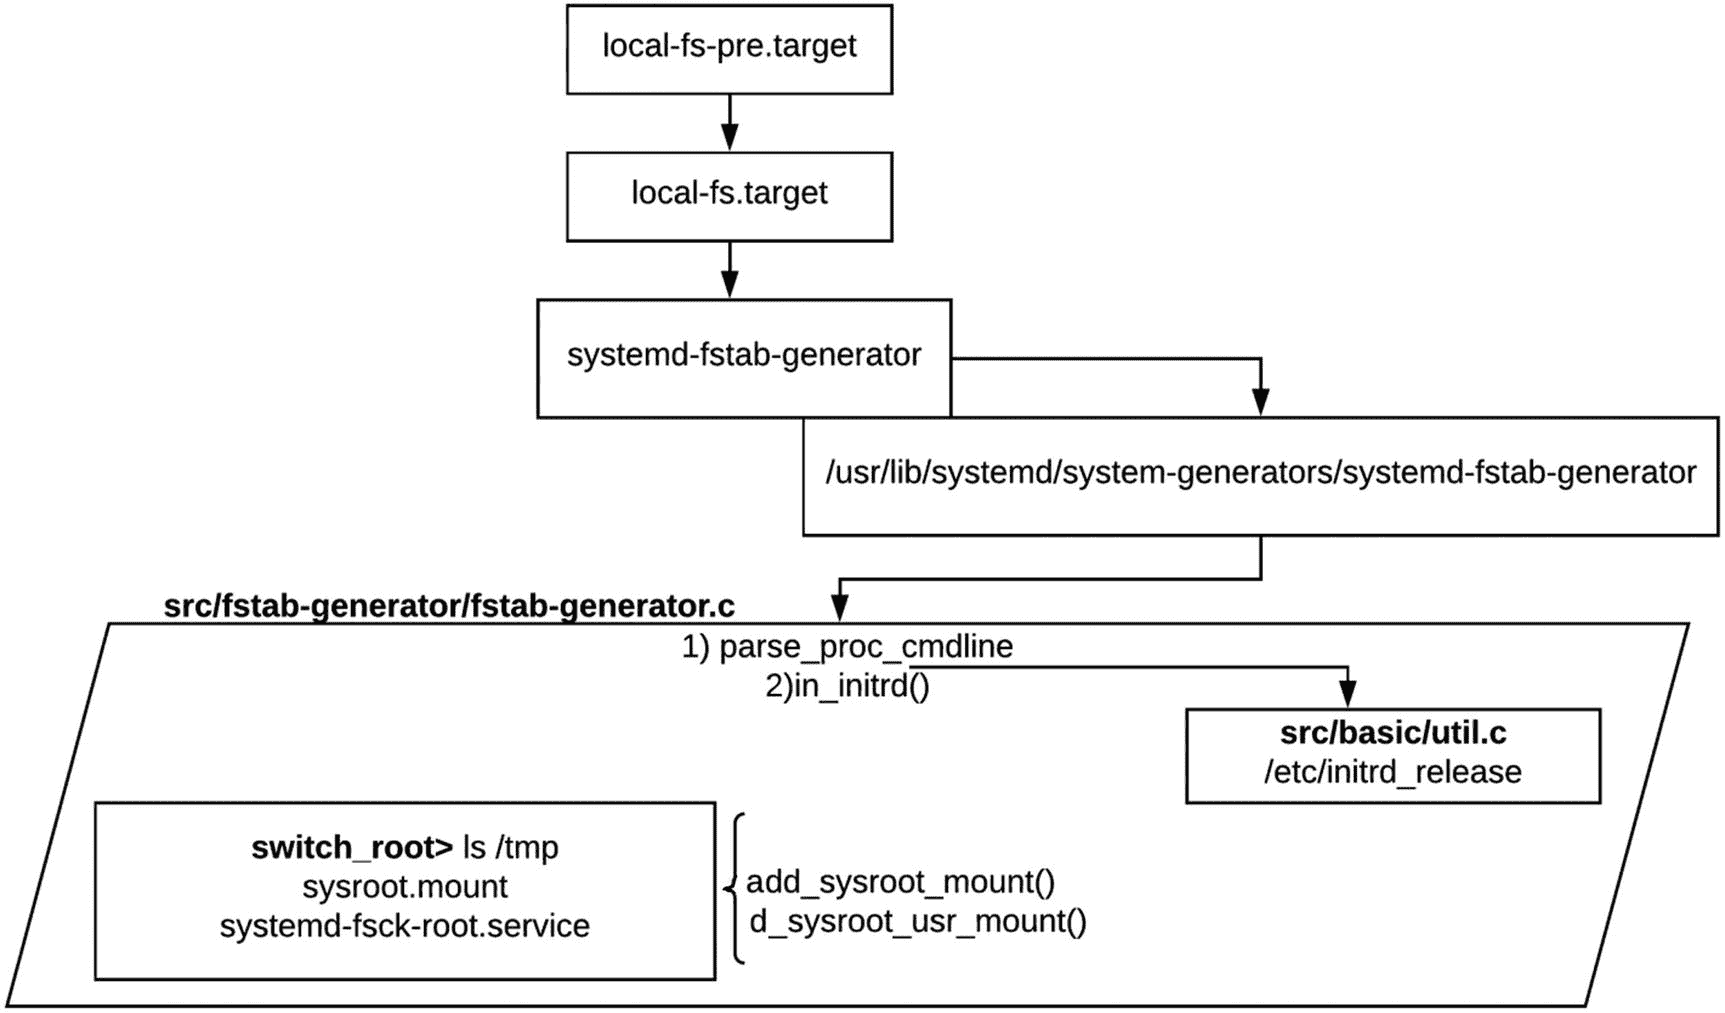 local-fs-pre.target
local-fs.target
systemd-fstab-generator
/usr/lib/systemd/system-generators/systemd-fstab-generator
src/fstab-generator/fstab-generator.c
1) parse_proc_cmdline
2)in_initrd()
src/basic/util.c
/etc/initrd_release
switch_root> ls /tmp
sysroot.mount
systemd-fsck-root.service
add_sysroot_mount()
d_sysroot_usr_mount()